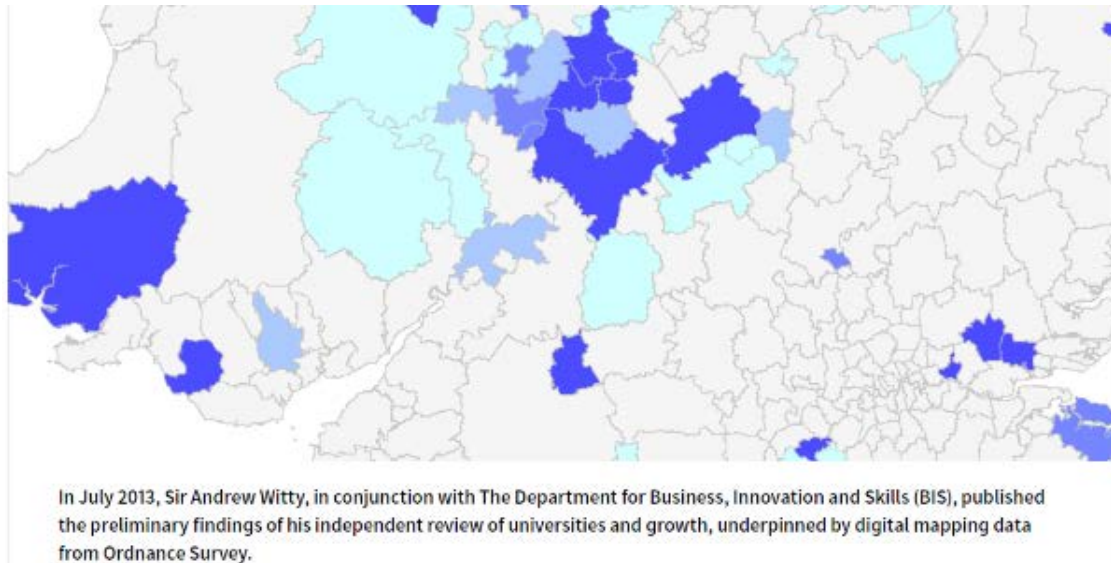 In July 2013, Sir Andrew Witty, in conjunction with The Department for Business, Innovation and Skills (BIS), published
the preliminary findings of his independent review of universities and growth, underpinned by digital mapping data
from Ordnance Survey.